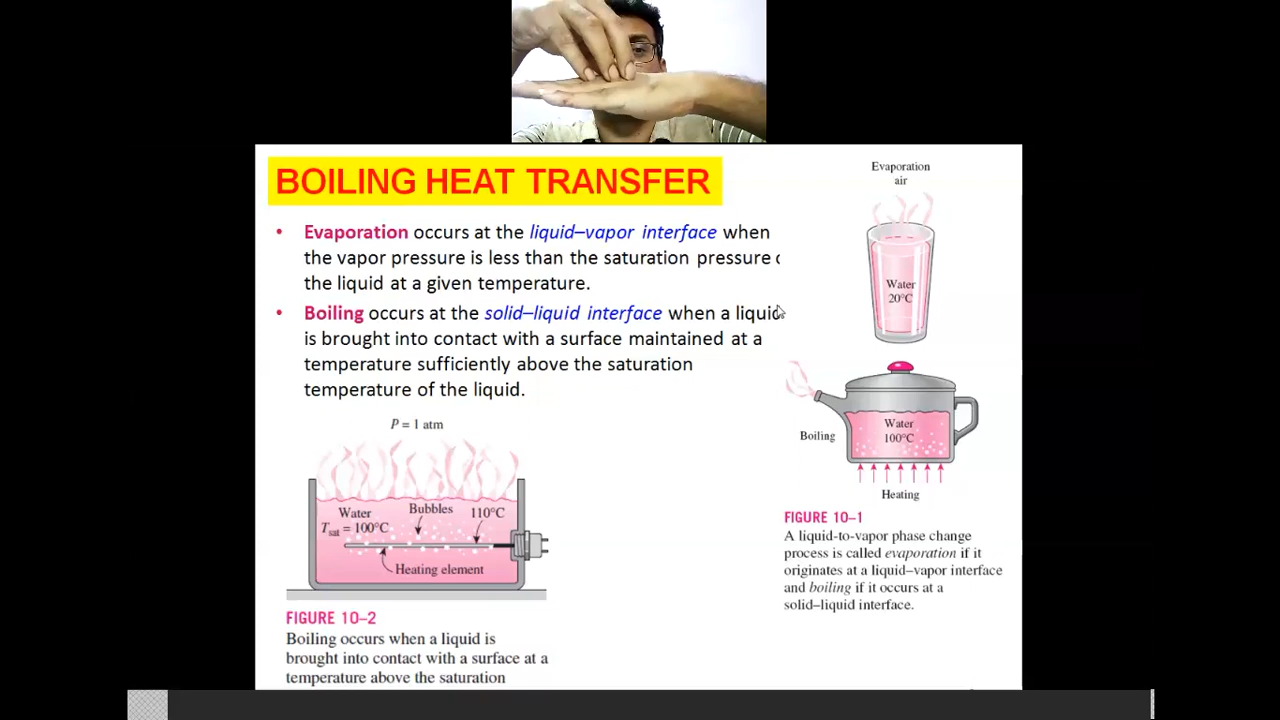 BOILING HEAT TRANSFER
• Evaporation occurs at the liquid–vapor interface when
the vapor pressure is less than the saturation pressure
the liquid at a given temperature.
• Boiling occurs at the solid–liquid interface when a liquid
is brought into contact with a surface maintained at a
temperature sufficiently above the saturation
temperature of the liquid.
P = 1 atm
Water
Tsat = 100°C
Bubbles
110°C
Heating element
FIGURE 10–2
Boiling occurs when a liquid is
brought into contact with a surface at a
temperature above the saturation
Evaporation
air
Water
20°C
Water
100°C
Boiling
Heating
FIGURE 10–1
A liquid-to-vapor phase change
process is called evaporation if it
originates at a liquid–vapor interface
and boiling if it occurs at a
solid–liquid interface.